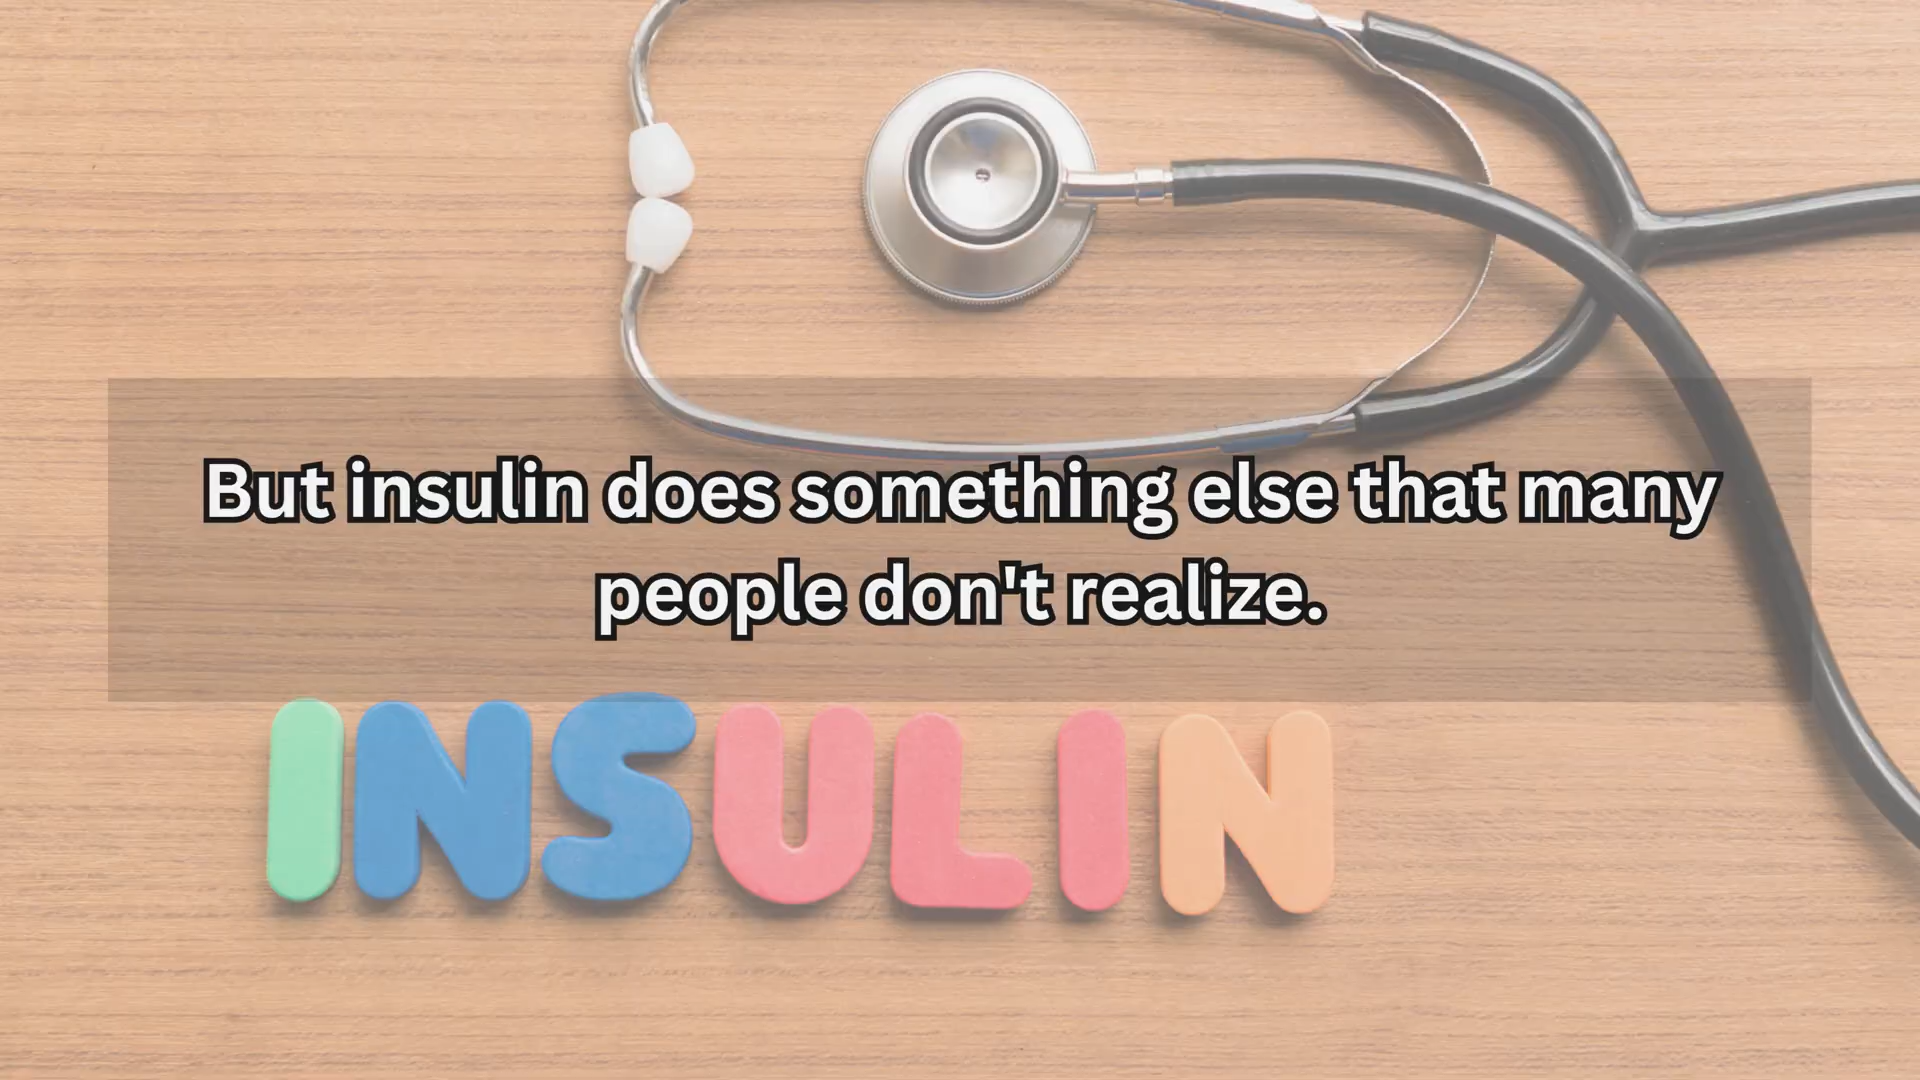 But insulin does something else that many
people don't realize.
INSULIN